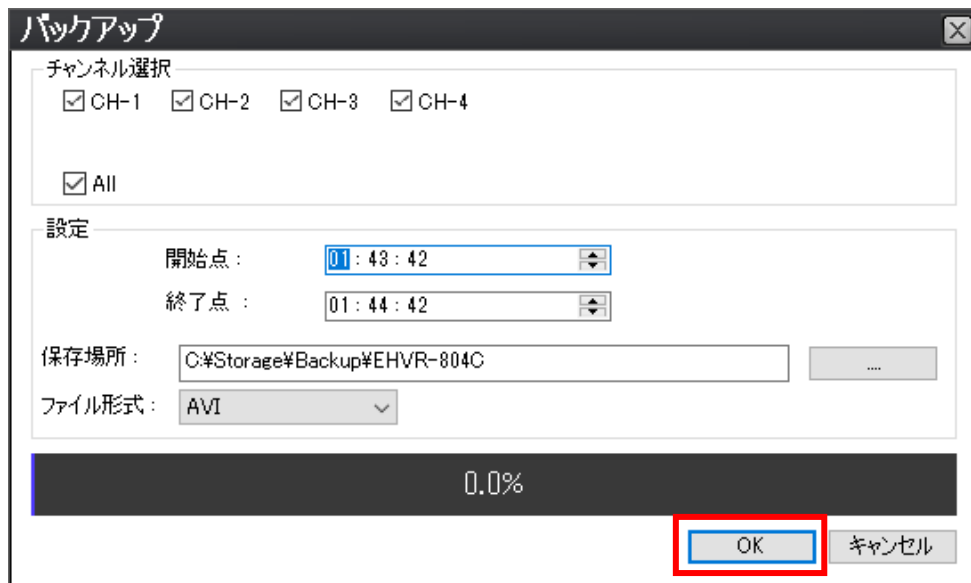 バックアップ
チャンネル選択
CH-1 CH-2 CH-3 CH-4
All
設定
開始点 : 01 : 43 : 42
終了点 : 01 : 44 : 42
保存場所 : C:¥Storage¥Backup¥EHVR-804C ....
ファイル形式 : AVI
0.0%
OK キャンセル